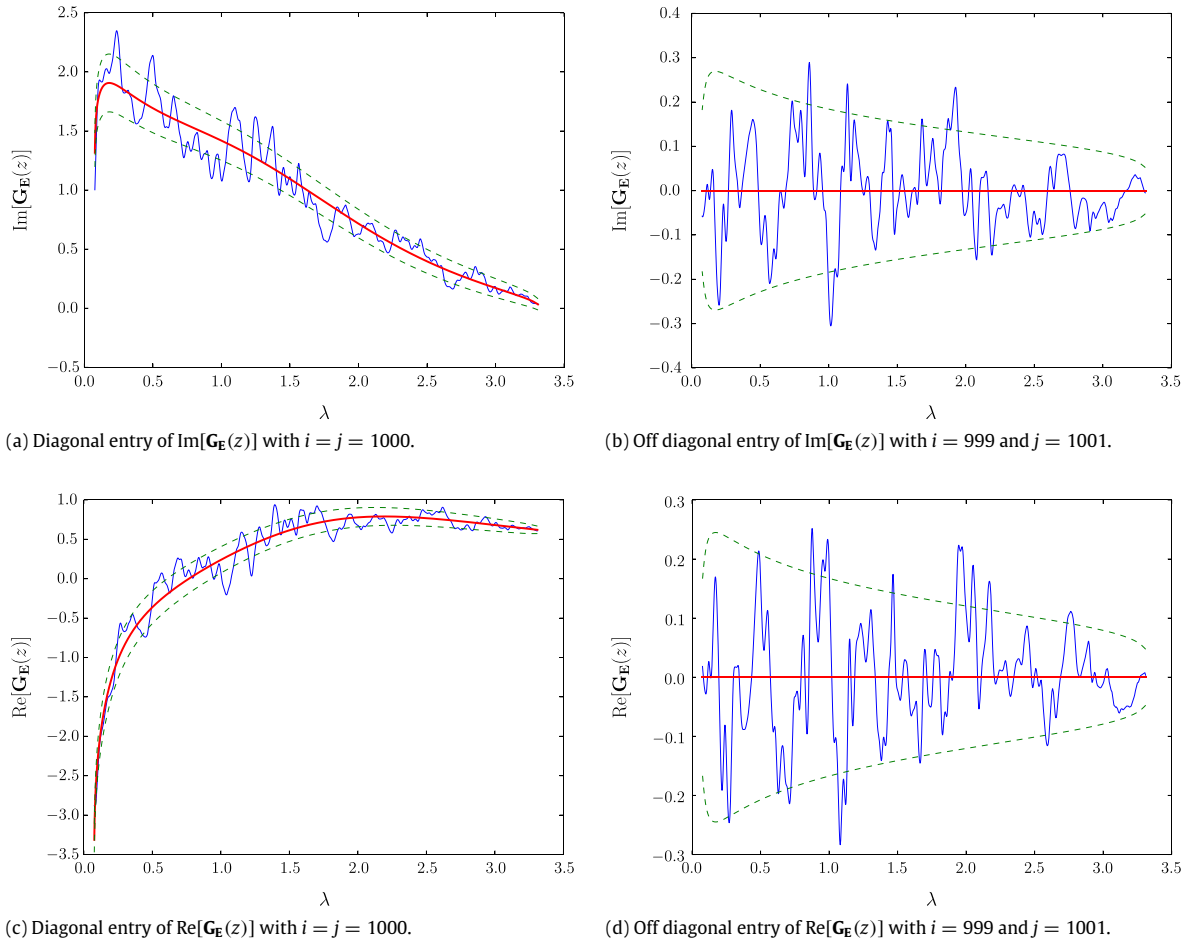 2.5
2.0
1.5
1.0
0.5
0.0
−0.5
Im[G_E(z)]
0.0 0.5 1.0 1.5 2.0 2.5 3.0 3.5
λ
(a) Diagonal entry of Im[G_E(z)] with i = j = 1000.
0.4
0.3
0.2
0.1
0.0
−0.1
−0.2
−0.3
−0.4
Im[G_E(z)]
0.0 0.5 1.0 1.5 2.0 2.5 3.0 3.5
λ
(b) Off diagonal entry of Im[G_E(z)] with i = 999 and j = 1001.
1.0
0.5
0.0
−0.5
−1.0
−1.5
−2.0
−2.5
−3.0
−3.5
Re[G_E(z)]
0.0 0.5 1.0 1.5 2.0 2.5 3.0 3.5
λ
(c) Diagonal entry of Re[G_E(z)] with i = j = 1000.
0.3
0.2
0.1
0.0
−0.1
−0.2
−0.3
Re[G_E(z)]
0.0 0.5 1.0 1.5 2.0 2.5 3.0 3.5
λ
(d) Off diagonal entry of Re[G_E(z)] with i = 999 and j = 1001.